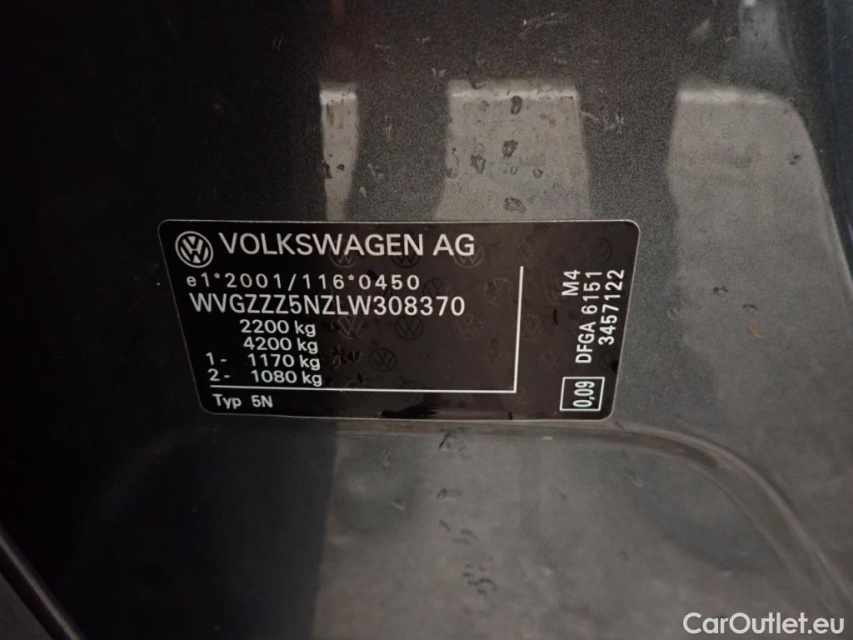 VOLKSWAGEN AG
e1*2001/116*0450
WVGZZZ5NZLW308370
2200 kg
4200 kg
1- 1170 kg
2- 1080 kg
Typ 5N
M4
DFGA 6151
3457122
0,09
CarOutlet.eu